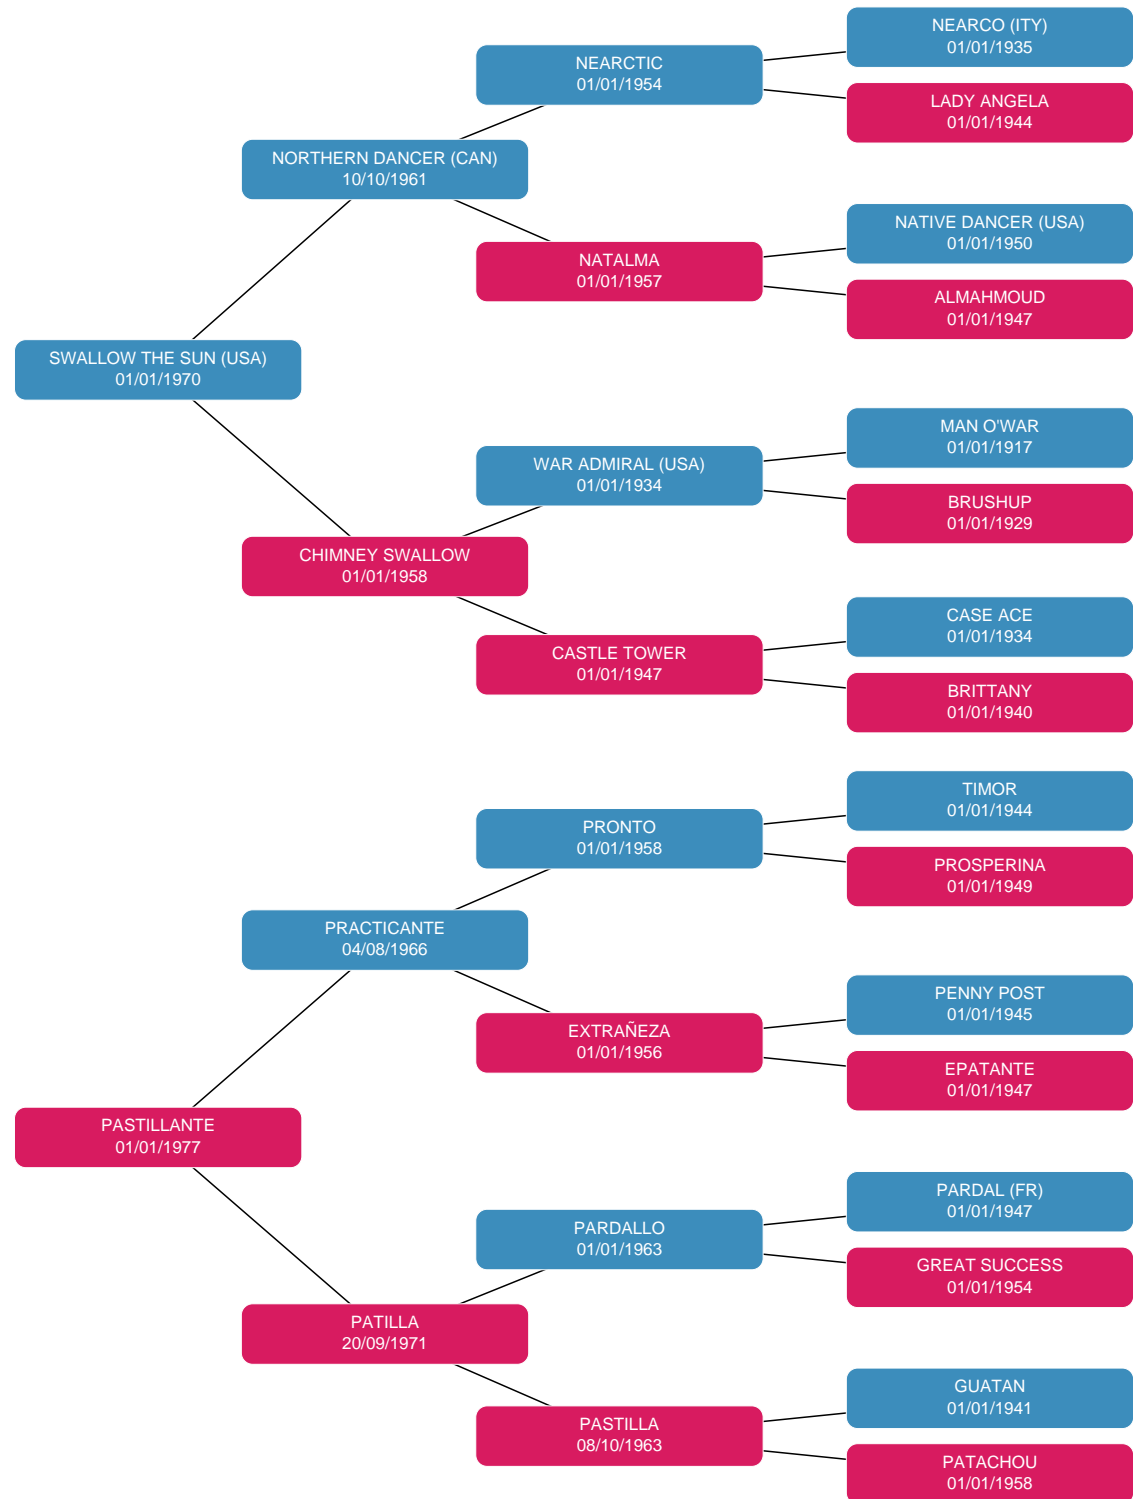 NEARCO (ITY)
01/01/1935
NEARCTIC
01/01/1954
LADY ANGELA
01/01/1944
NORTHERN DANCER (CAN)
10/10/1961
NATIVE DANCER (USA)
01/01/1950
NATALMA
01/01/1957
ALMAHMOUD
01/01/1947
SWALLOW THE SUN (USA)
01/01/1970
MAN O'WAR
01/01/1917
WAR ADMIRAL (USA)
01/01/1934
BRUSHUP
01/01/1929
CHIMNEY SWALLOW
01/01/1958
CASE ACE
01/01/1934
CASTLE TOWER
01/01/1947
BRITTANY
01/01/1940
TIMOR
01/01/1944
PRONTO
01/01/1958
PROSPERINA
01/01/1949
PRACTICANTE
04/08/1966
PENNY POST
01/01/1945
EXTRAÑEZA
01/01/1956
EPATANTE
01/01/1947
PASTILLANTE
01/01/1977
PARDAL (FR)
01/01/1947
PARDALLO
01/01/1963
GREAT SUCCESS
01/01/1954
PATILLA
20/09/1971
GUATAN
01/01/1941
PASTILLA
08/10/1963
PATACHOU
01/01/1958